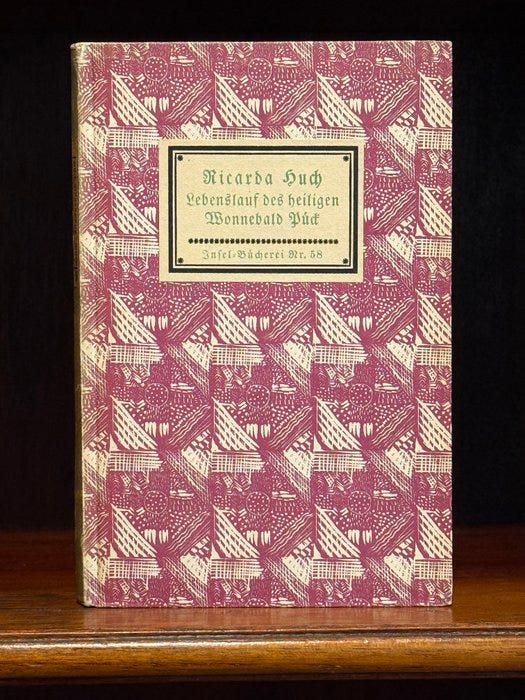 Ricarda Huch
Lebenslauf des heiligen
Wonnebald Pück
Insel-Bücherei Nr. 58